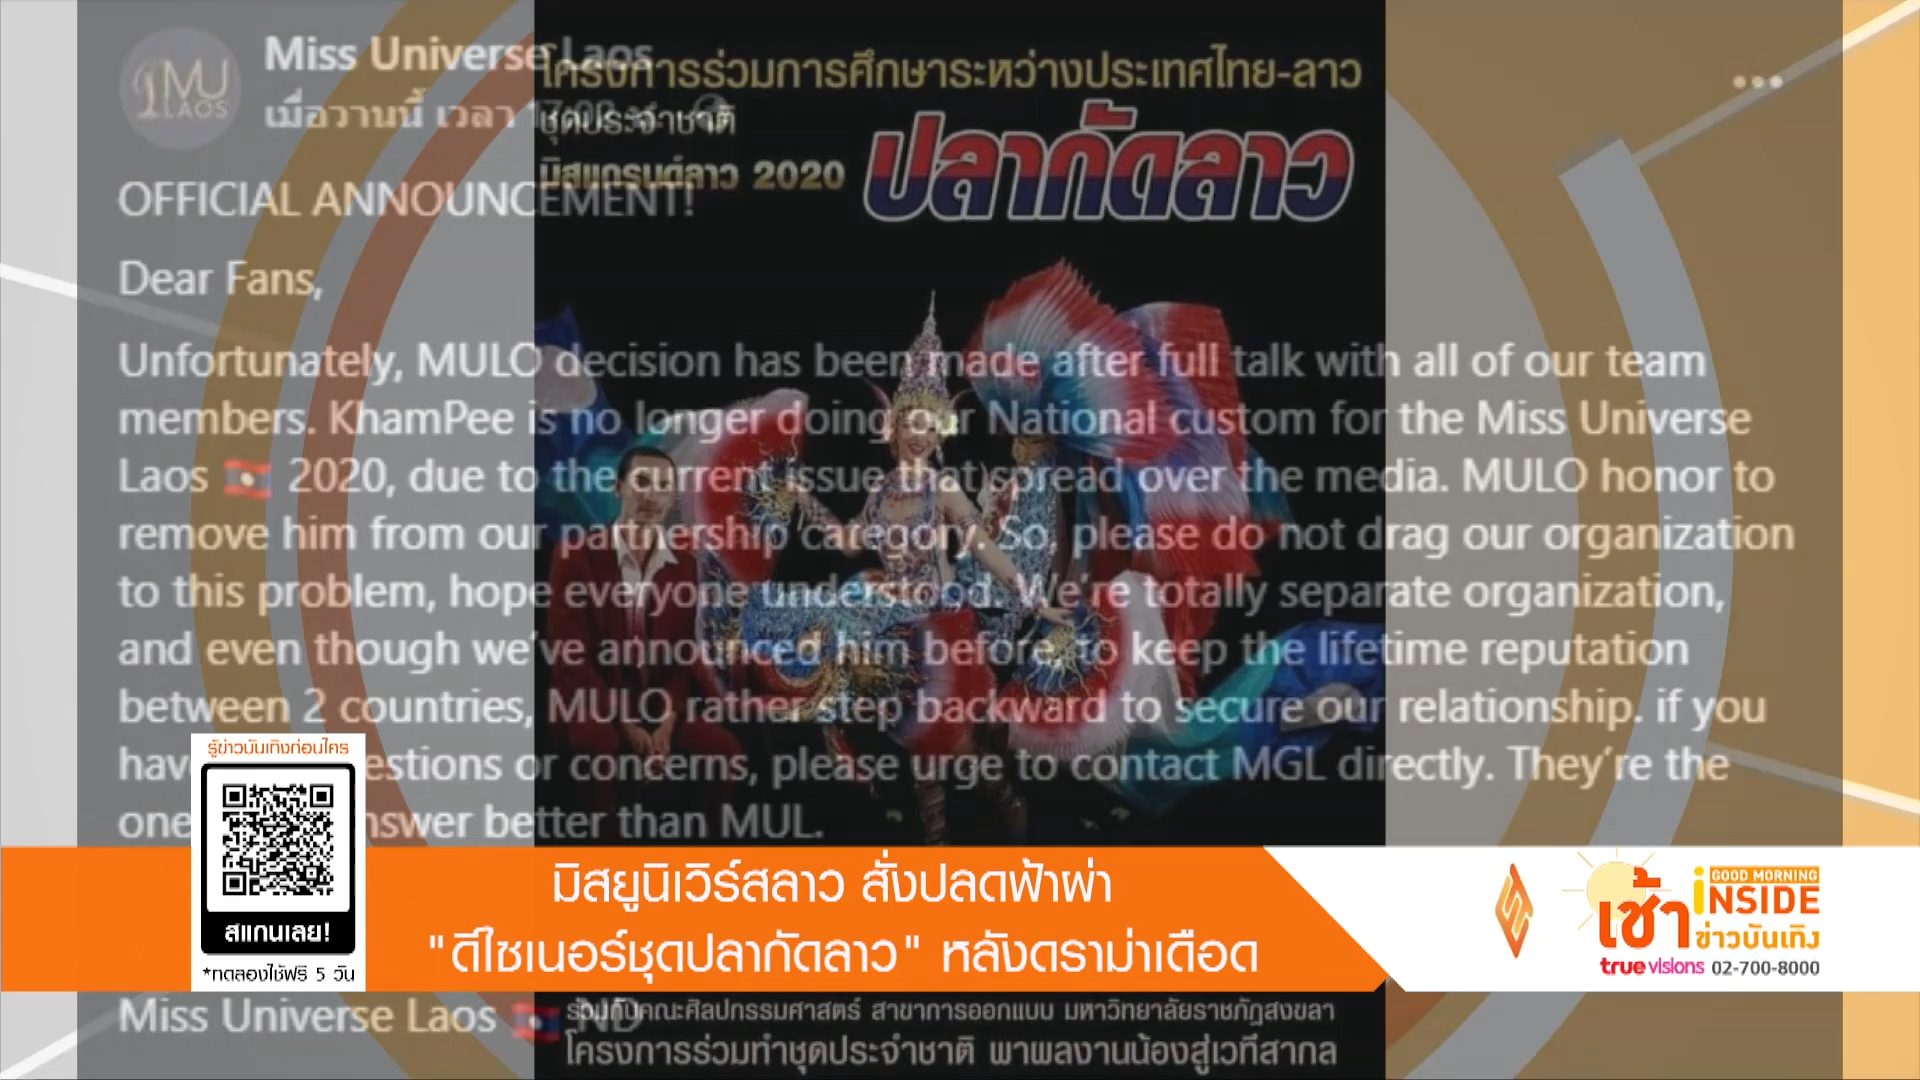 Miss Universe Laos
เมื่อวานนี้ เวลา
MU
LAOS
โครงการร่วมการศึกษาระหว่างประเทศไทย-ลาว
ชุดประจำชาติ
มิสแกรนด์ลาว 2020
ปลากัดลาว
OFFICIAL ANNOUNCEMENT!
Dear Fans,
Unfortunately, MULO decision has been made after full talk with all of our team
members. KhamPee is no longer doing our National custom for the Miss Universe
Laos 🇱🇦 2020, due to the current issue that spread over the media. MULO honor to
remove him from our partnership category. So, please do not drag our organization
to this problem, hope everyone understood. We're totally separate organization,
and even though we've announced him before, to keep the lifetime reputation
between 2 countries, MULO rather step backward to secure our relationship. if you
estions or concerns, please urge to contact MGL directly. They're the
one nswer better than MUL.
รู้ข่าวบันเทิงก่อนใคร
สแกนเลย!
*ทดลองใช้ฟรี 5 วัน
มิสยูนิเวิร์สลาว สั่งปลดฟ้าผ่า
"ดีไซเนอร์ชุดปลากัดลาว" หลังดราม่าเดือด
GOOD MORNING
iNSIDE
เช้า ข่าวบันเทิง
truevisions 02-700-8000
Miss Universe Laos 🇱🇦 ND
ร่วมกับคณะศิลปกรรมศาสตร์ สาขาการออกแบบ มหาวิทยาลัยราชภัฏสงขลา
โครงการร่วมทำชุดประจำชาติ พาผลงานน้องสู่เวทีสากล